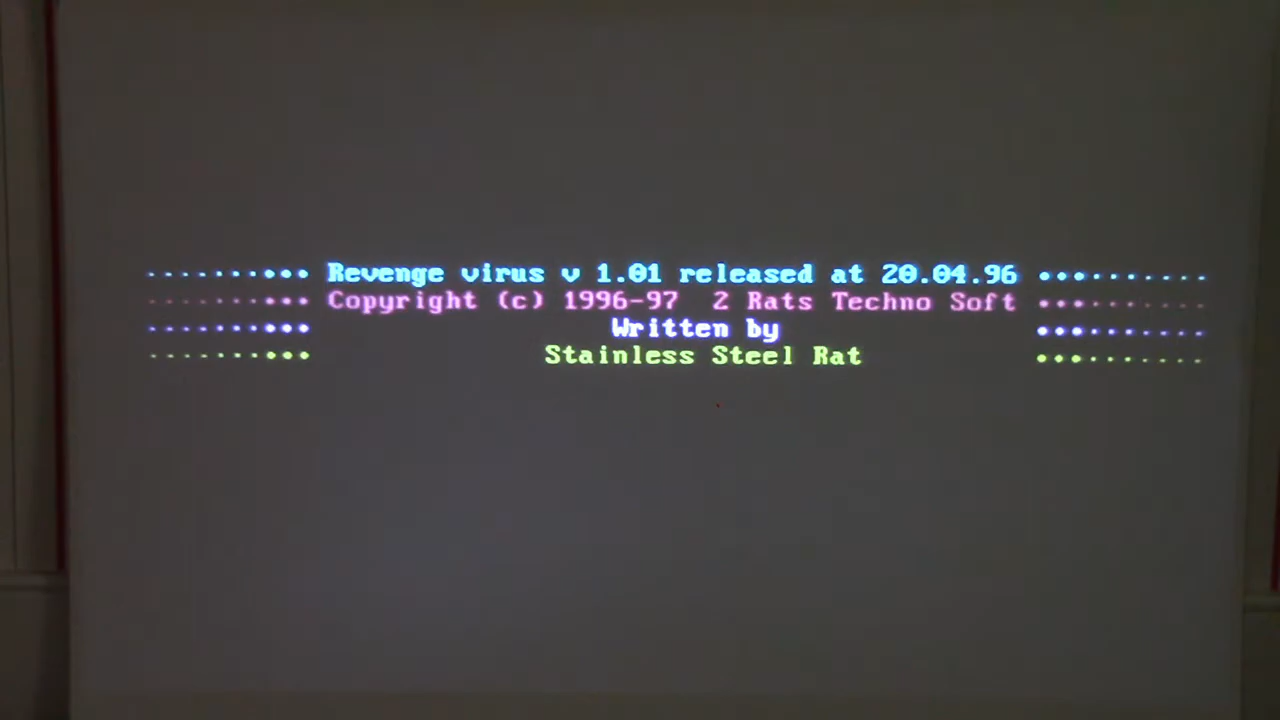 Revenge virus v 1.01 released at 20.04.96
Copyright (c) 1996-97  2 Rats Techno Soft
Written by
Stainless Steel Rat